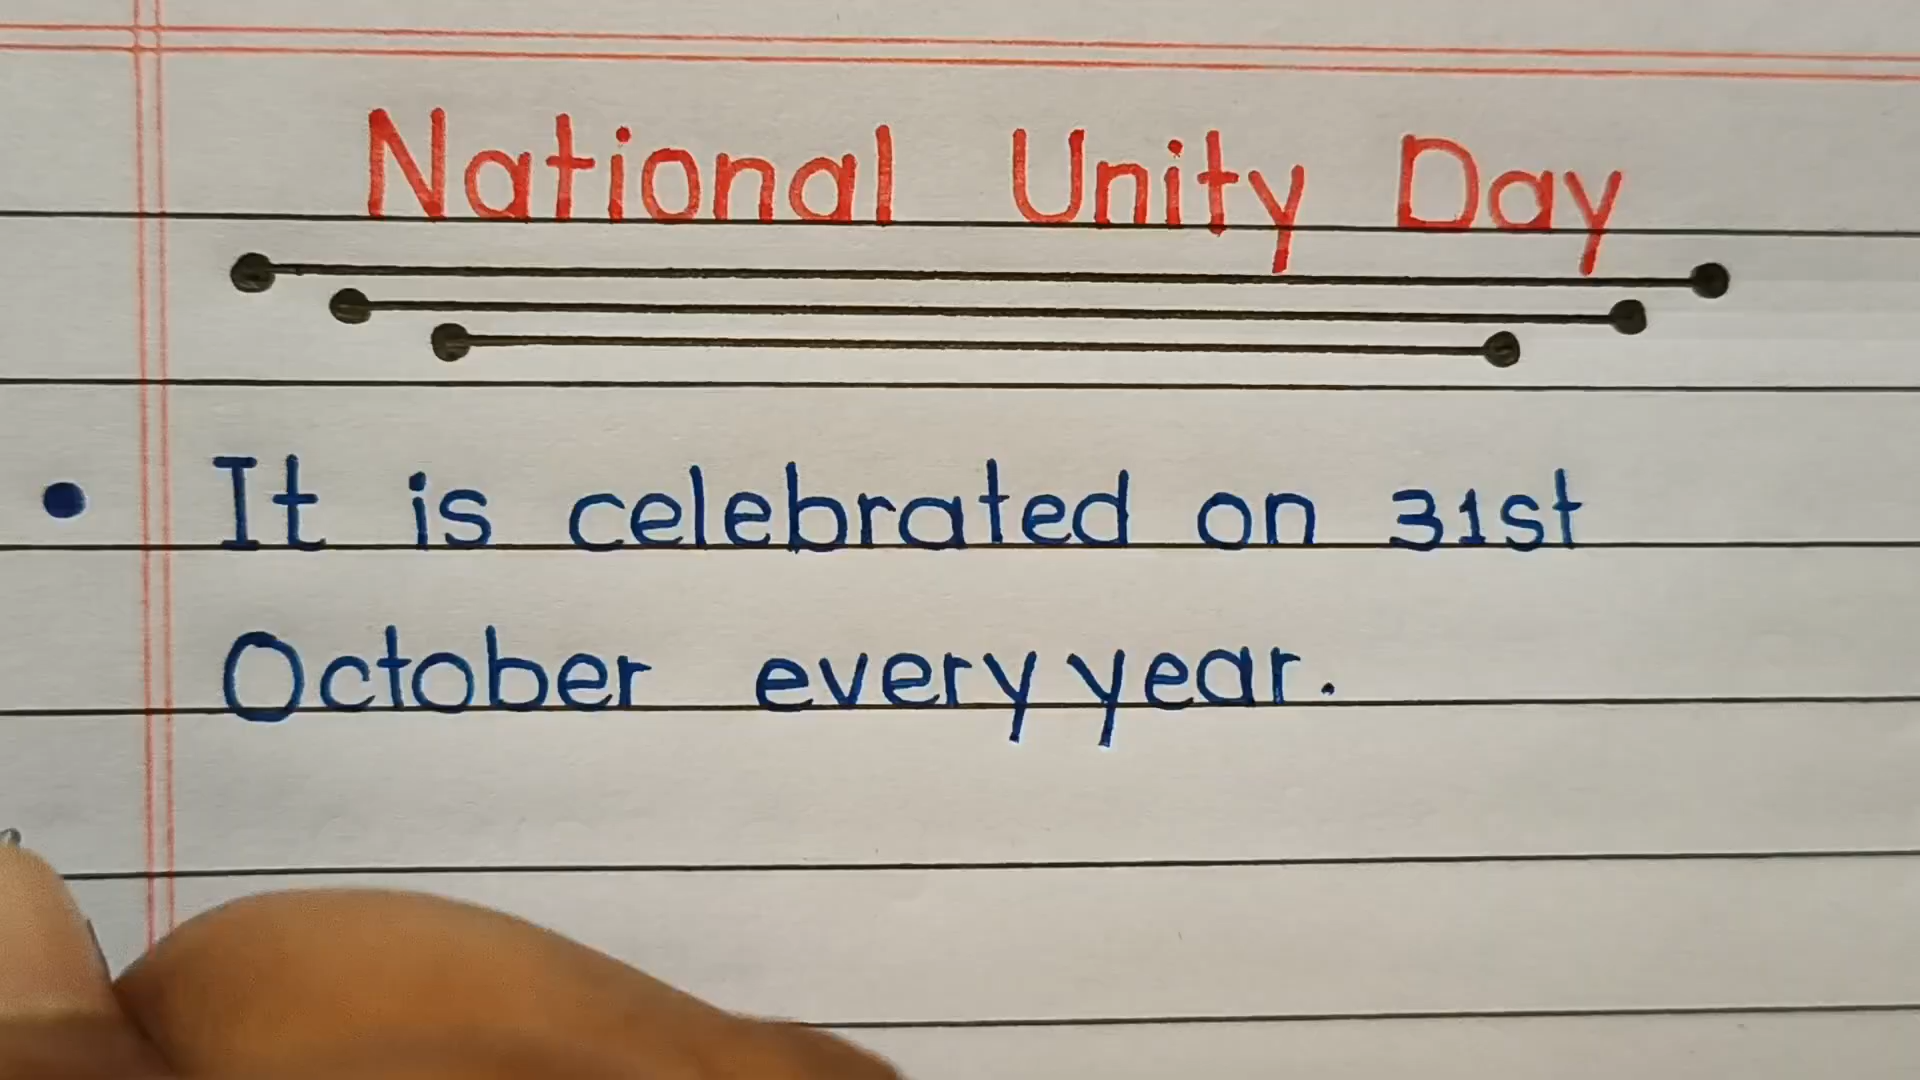 National Unity Day
• It is celebrated on 31st
October every year.